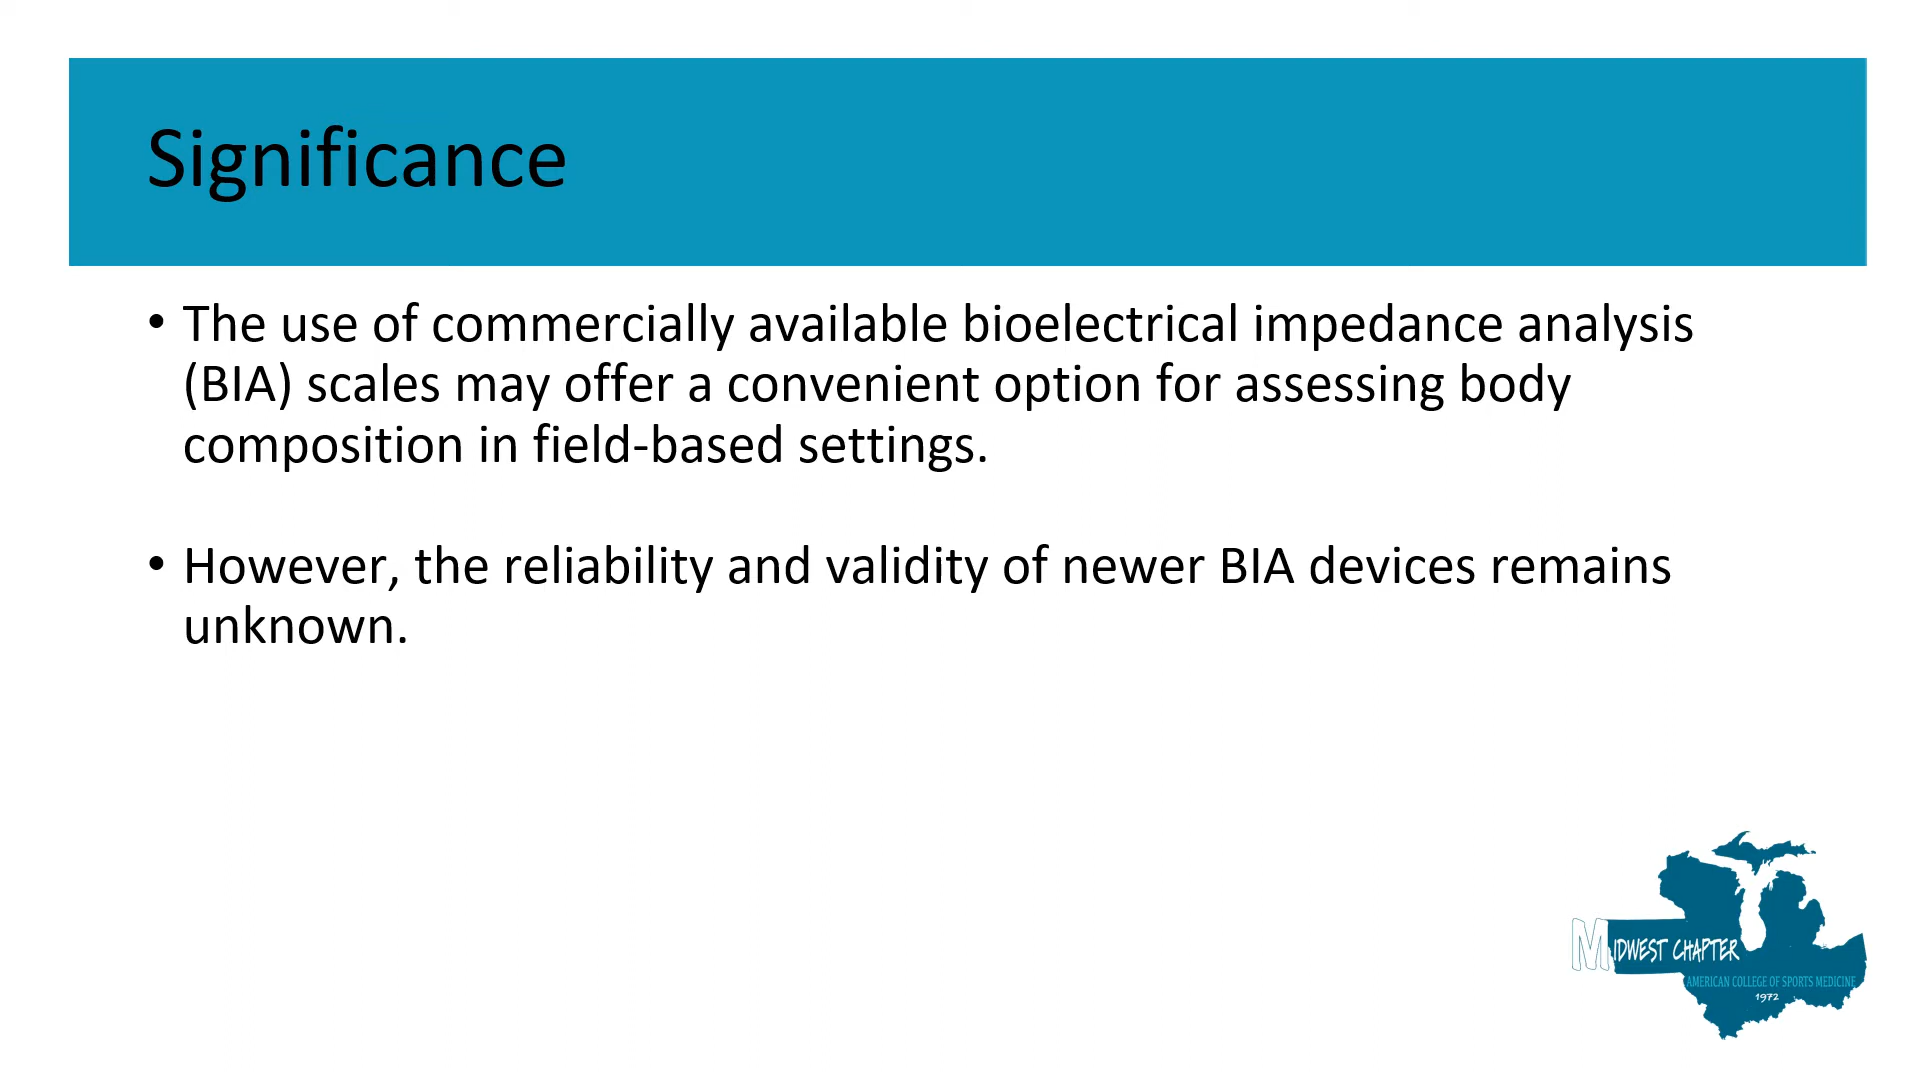 Significance
• The use of commercially available bioelectrical impedance analysis
(BIA) scales may offer a convenient option for assessing body
composition in field-based settings.
• However, the reliability and validity of newer BIA devices remains
unknown.
MIDWEST CHAPTER
AMERICAN COLLEGE OF SPORTS MEDICINE
1972